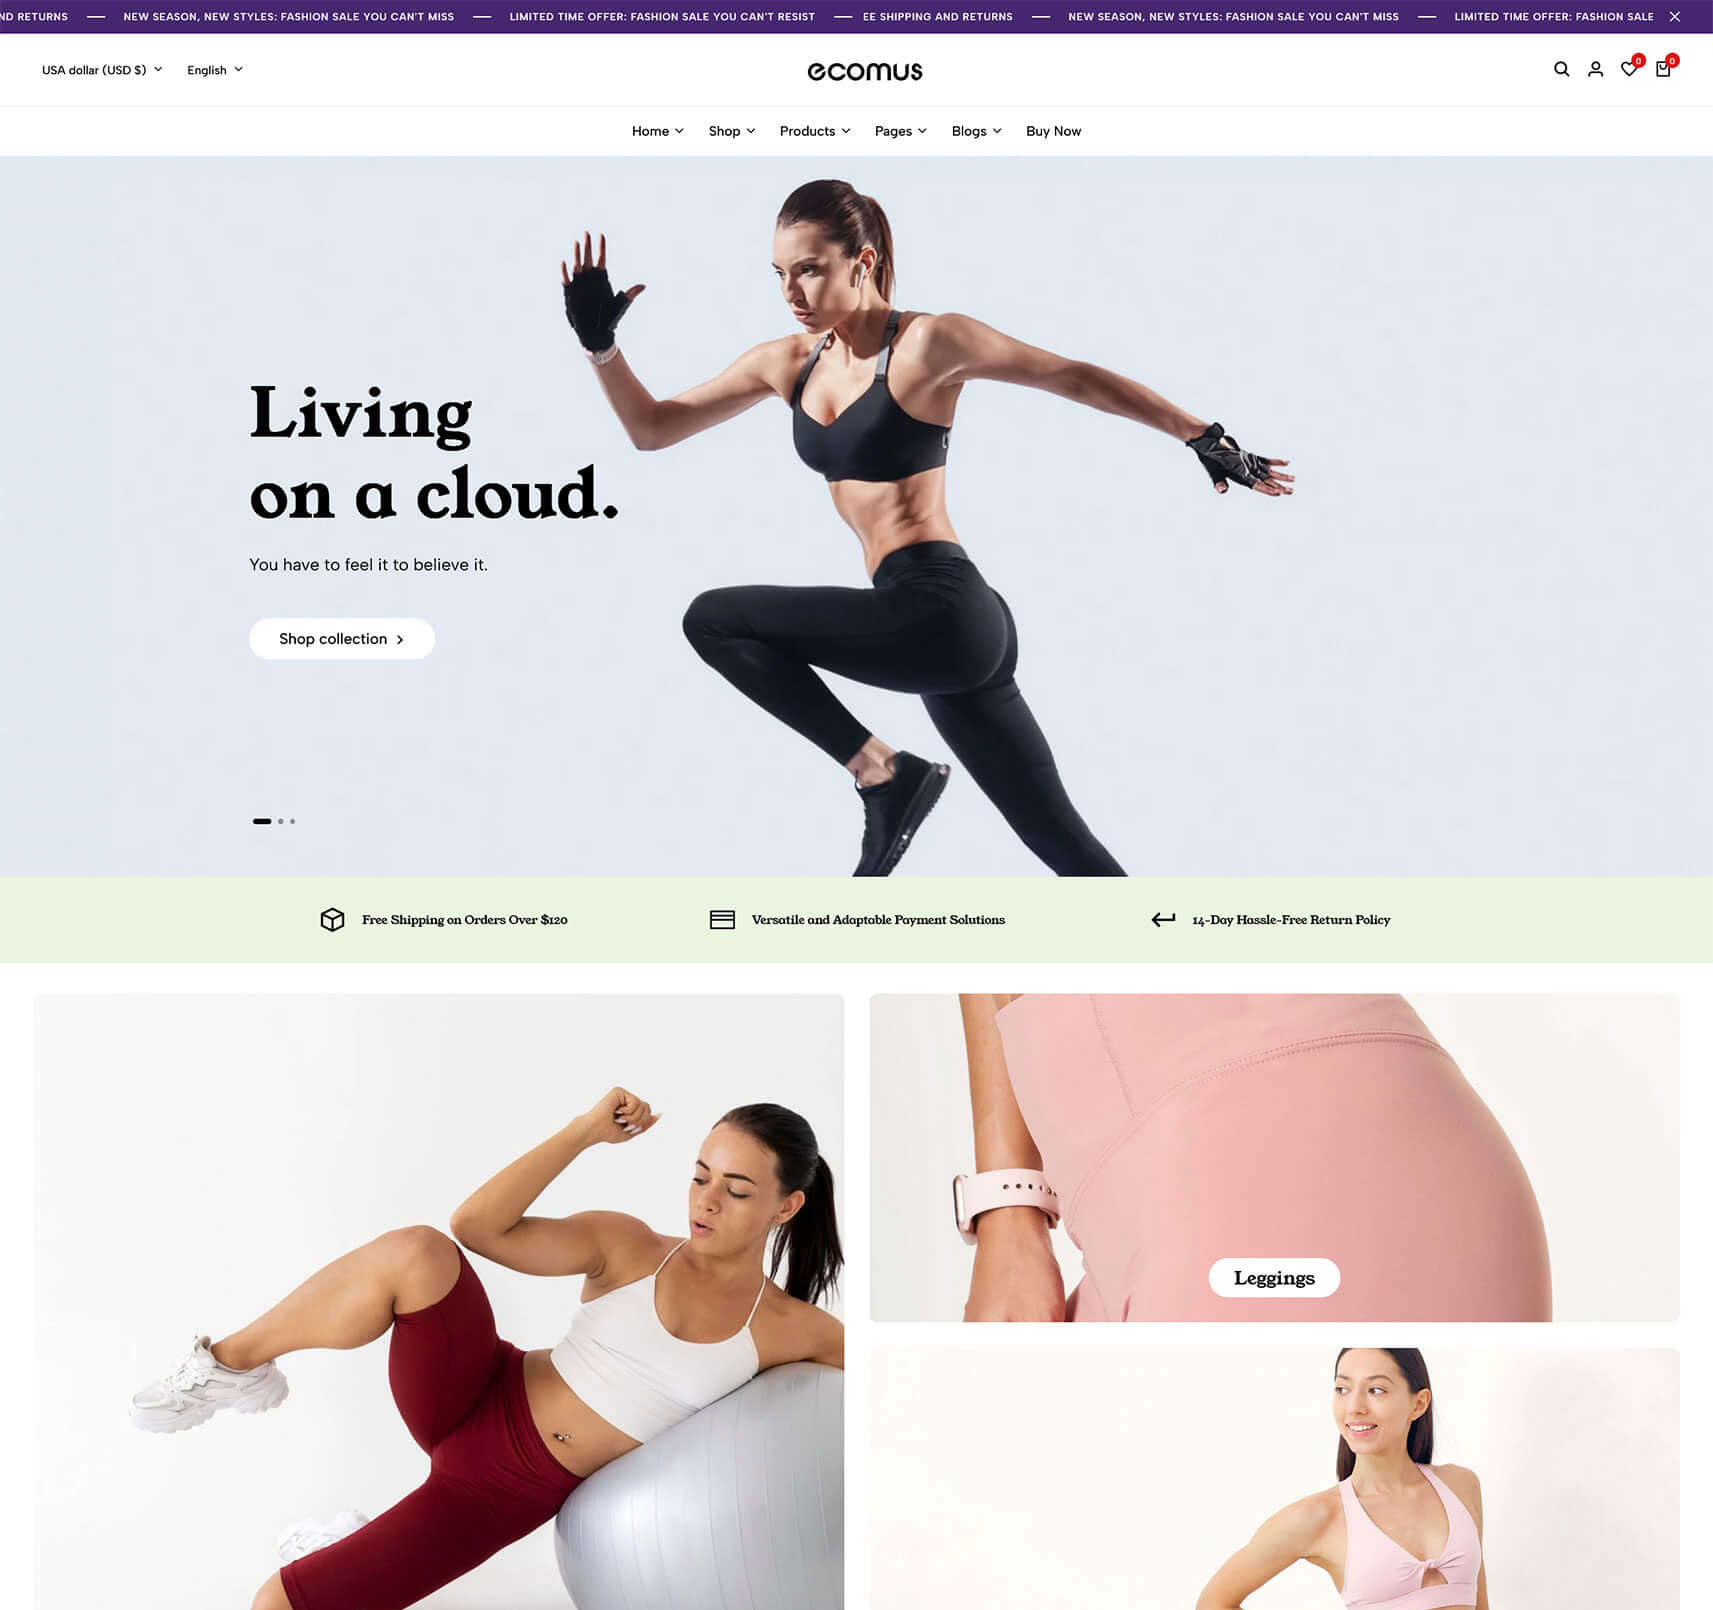 ND RETURNS — NEW SEASON, NEW STYLES: FASHION SALE YOU CAN'T MISS — LIMITED TIME OFFER: FASHION SALE YOU CAN'T RESIST — EE SHIPPING AND RETURNS — NEW SEASON, NEW STYLES: FASHION SALE YOU CAN'T MISS — LIMITED TIME OFFER: FASHION SALE
USA dollar (USD $) English ecomus 0 0
Home Shop Products Pages Blogs Buy Now
Living
on a cloud.
You have to feel it to believe it.
Shop collection
Free Shipping on Orders Over $120 Versatile and Adaptable Payment Solutions 14-Day Hassle-Free Return Policy
Leggings